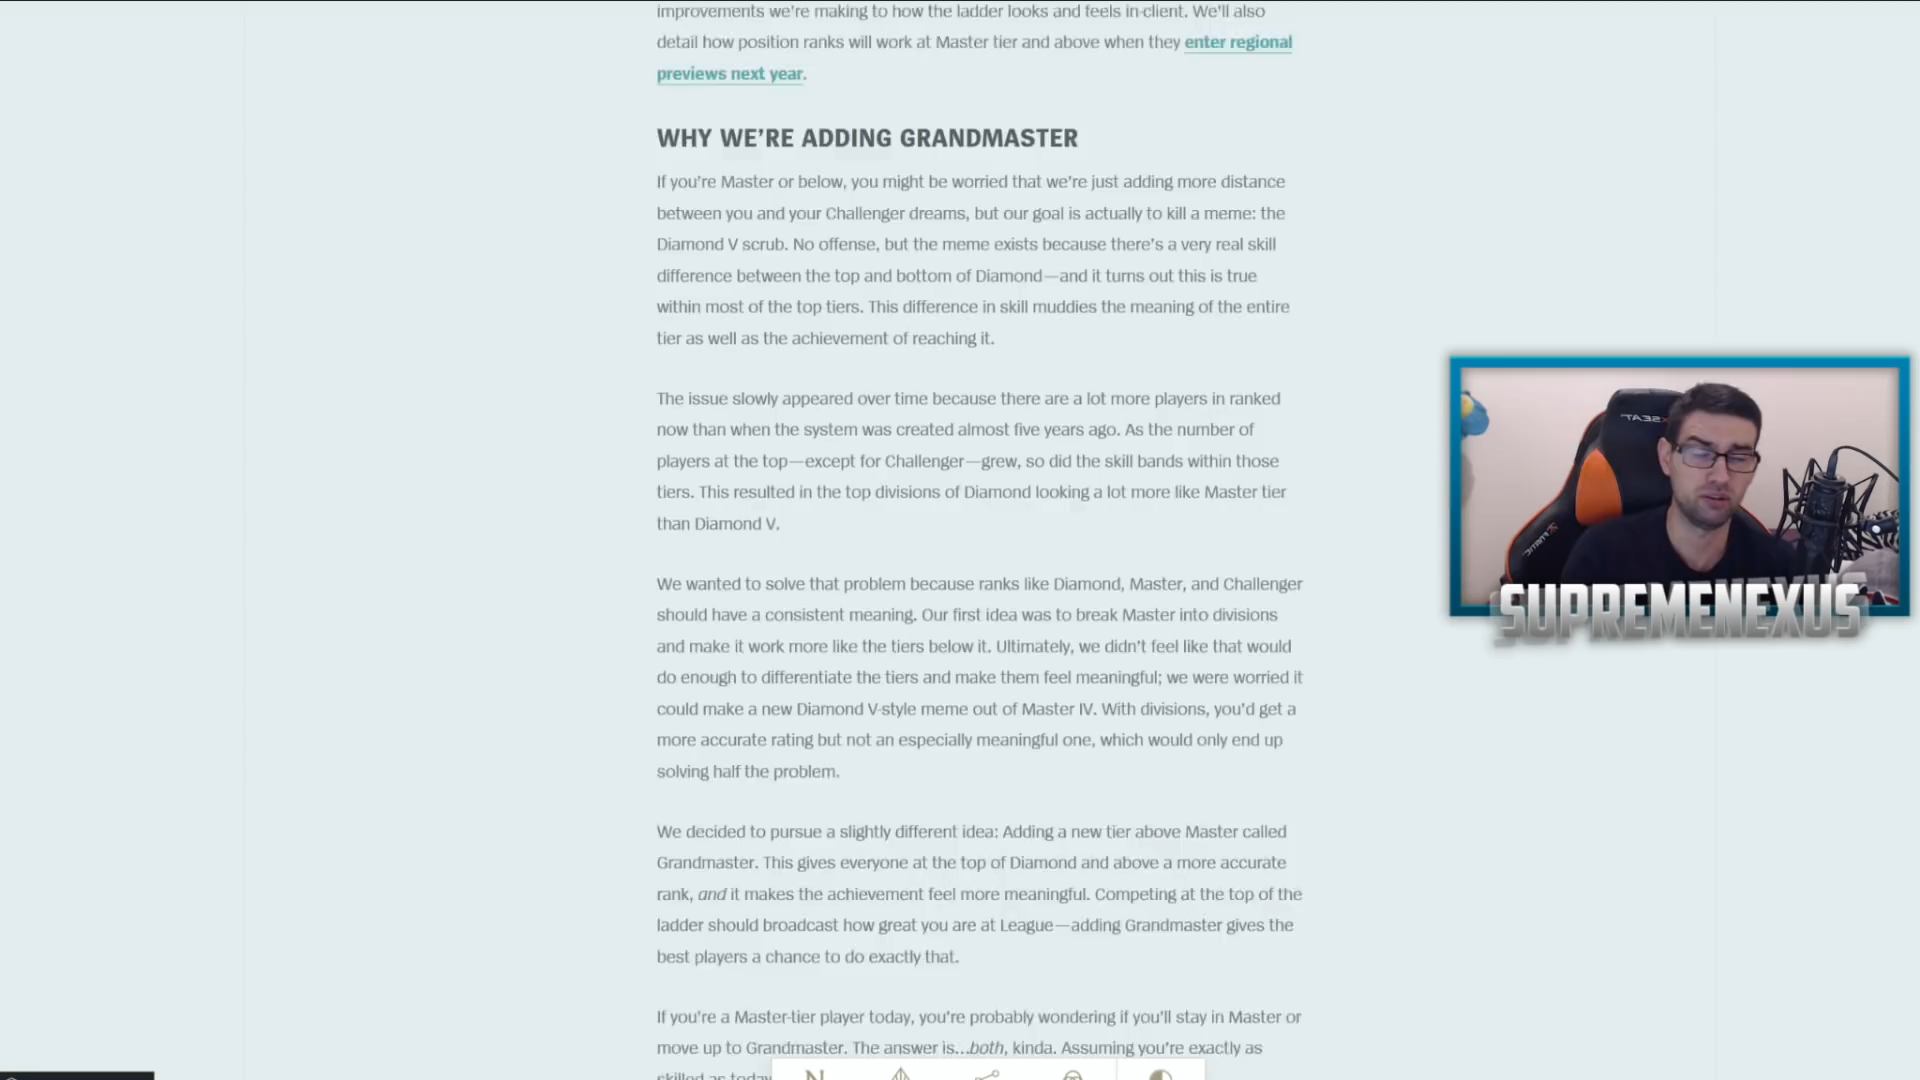 improvements we're making to how the ladder looks and feels in-client. We'll also
detail how position ranks will work at Master tier and above when they enter regional
previews next year.
WHY WE'RE ADDING GRANDMASTER
If you're Master or below, you might be worried that we're just adding more distance
between you and your Challenger dreams, but our goal is actually to kill a meme: the
Diamond V scrub. No offense, but the meme exists because there's a very real skill
difference between the top and bottom of Diamond—and it turns out this is true
within most of the top tiers. This difference in skill muddies the meaning of the entire
tier as well as the achievement of reaching it.
The issue slowly appeared over time because there are a lot more players in ranked
now than when the system was created almost five years ago. As the number of
players at the top—except for Challenger—grew, so did the skill bands within those
tiers. This resulted in the top divisions of Diamond looking a lot more like Master tier
than Diamond V.
We wanted to solve that problem because ranks like Diamond, Master, and Challenger
should have a consistent meaning. Our first idea was to break Master into divisions
and make it work more like the tiers below it. Ultimately, we didn't feel like that would
do enough to differentiate the tiers and make them feel meaningful; we were worried it
could make a new Diamond V-style meme out of Master IV. With divisions, you'd get a
more accurate rating but not an especially meaningful one, which would only end up
solving half the problem.
We decided to pursue a slightly different idea: Adding a new tier above Master called
Grandmaster. This gives everyone at the top of Diamond and above a more accurate
rank, and it makes the achievement feel more meaningful. Competing at the top of the
ladder should broadcast how great you are at League—adding Grandmaster gives the
best players a chance to do exactly that.
If you're a Master-tier player today, you're probably wondering if you'll stay in Master or
move up to Grandmaster. The answer is...both, kinda. Assuming you're exactly as
skilled as today
SUPREMENEXUS